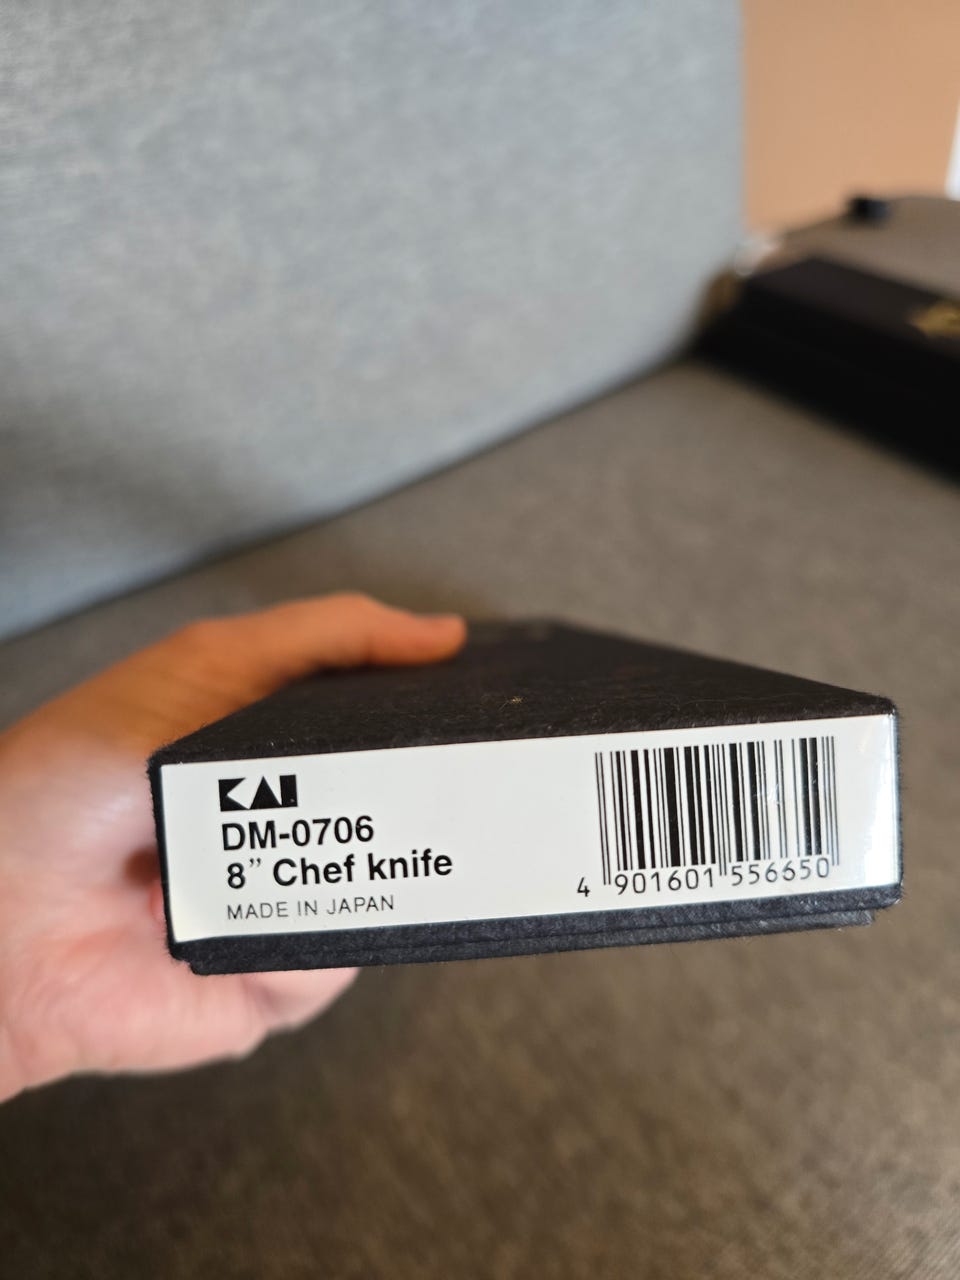 KAI
DM-0706
8” Chef knife
MADE IN JAPAN
4 901601 556650